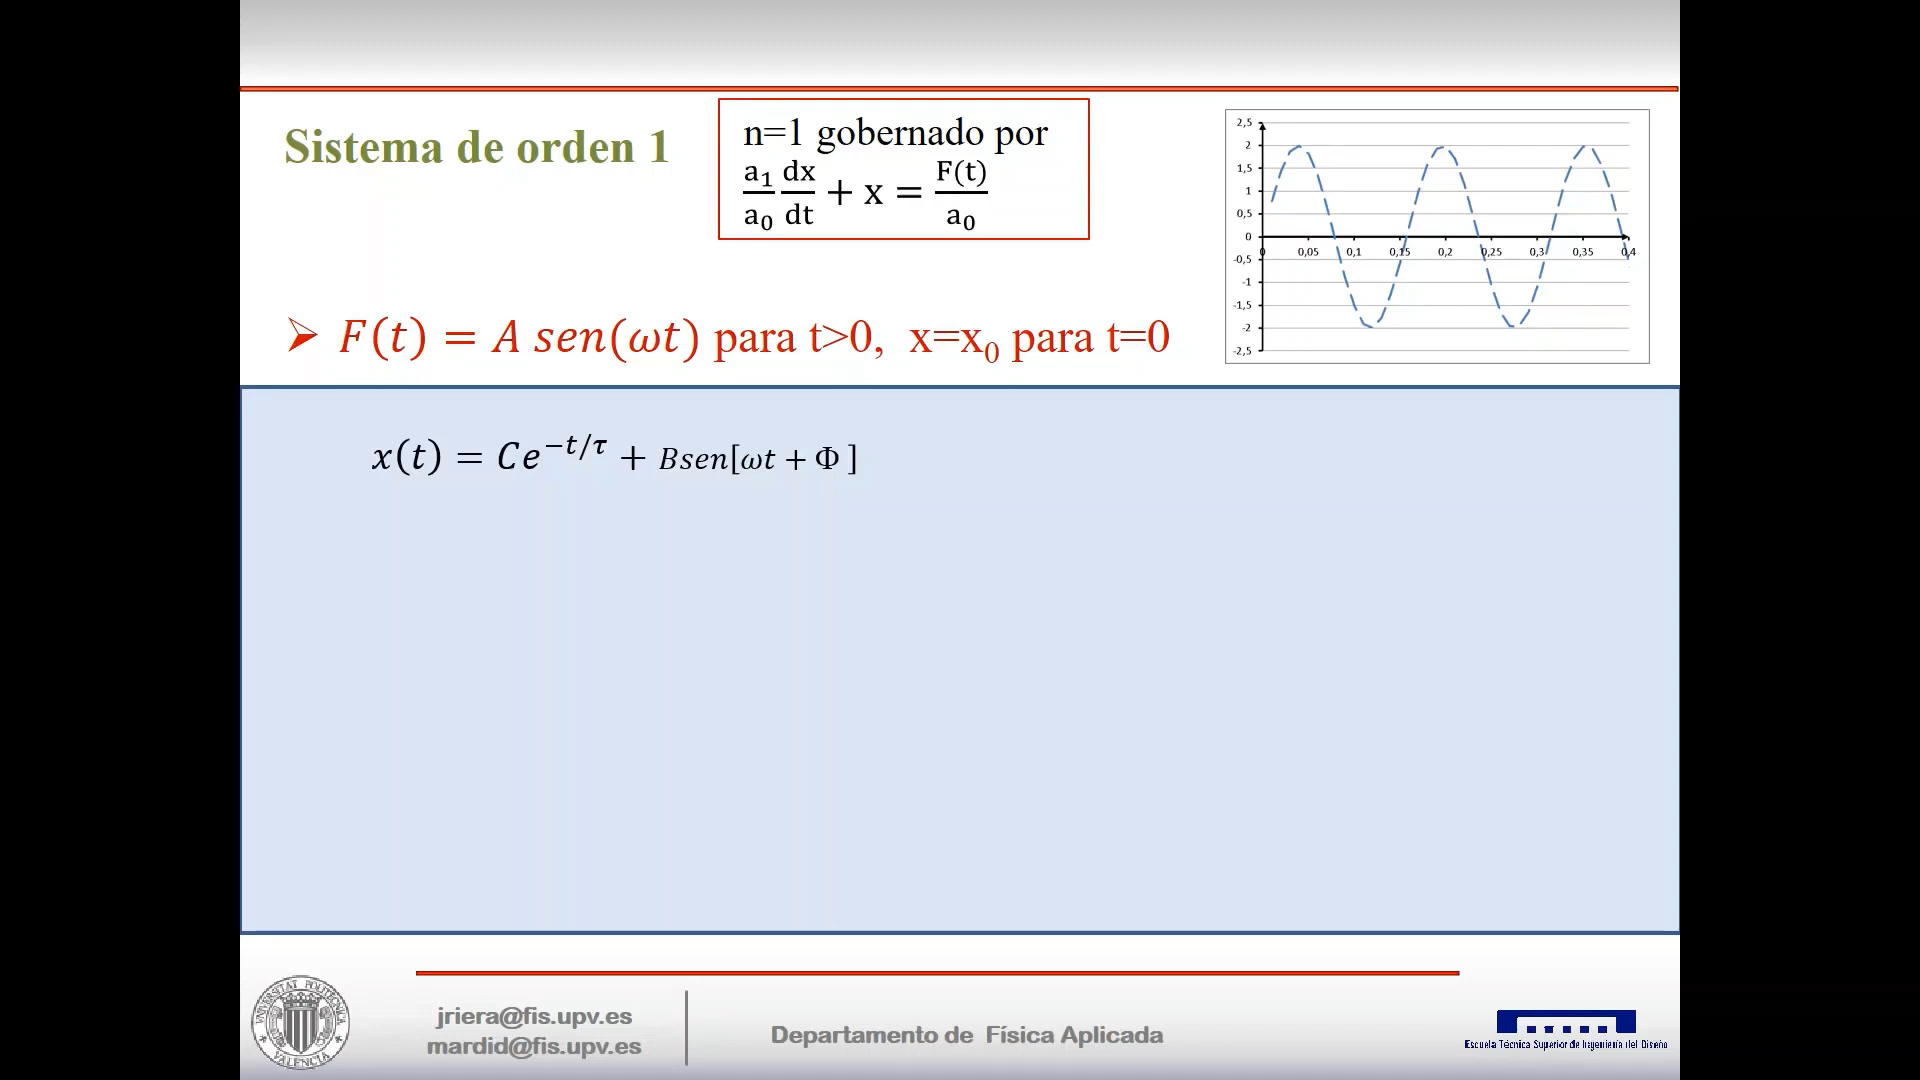 Sistema de orden 1
n=1 gobernado por
a₁/a₀ dx/dt + x = F(t)/a₀
2,5
2
1,5
1
0,5
0
-0,5
-1
-1,5
-2
-2,5
0 0,05 0,1 0,15 0,2 0,25 0,3 0,35 0,4
➢ F(t) = A sen(ωt) para t>0, x=x₀ para t=0
x(t) = Ce^(−t/τ) + Bsen[ωt + Φ ]
VNIVERSITAT POLITECNICA
VALENCIA
jriera@fis.upv.es
mardid@fis.upv.es
Departamento de Física Aplicada
Escuela Técnica Superior de Ingeniería del Diseño